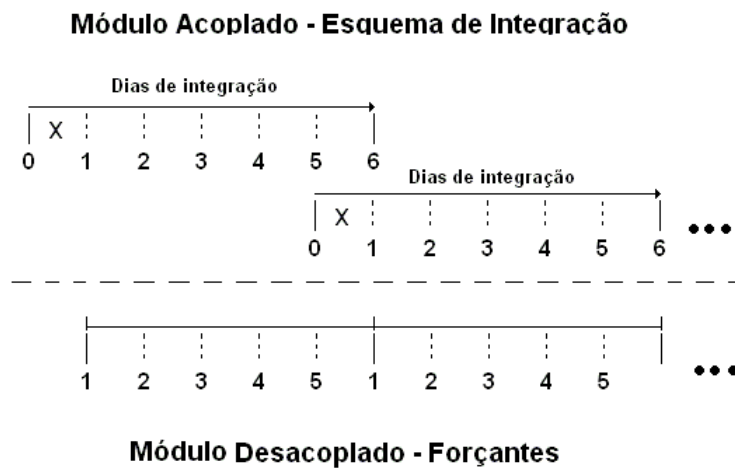 Módulo Acoplado - Esquema de Integração
Dias de integração
X
0 1 2 3 4 5 6
Dias de integração
X
0 1 2 3 4 5 6
1 2 3 4 5 1 2 3 4 5
Módulo Desacoplado - Forçantes